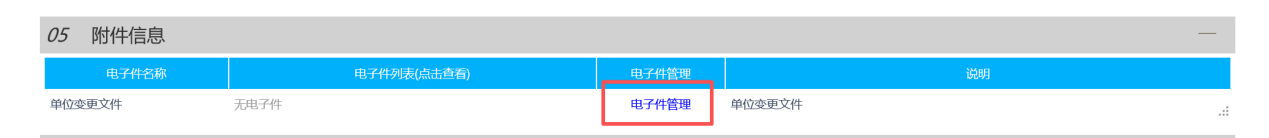 05 附件信息
电子件名称 电子件列表(点击查看) 电子件管理 说明
单位变更文件 无电子件 电子件管理 单位变更文件